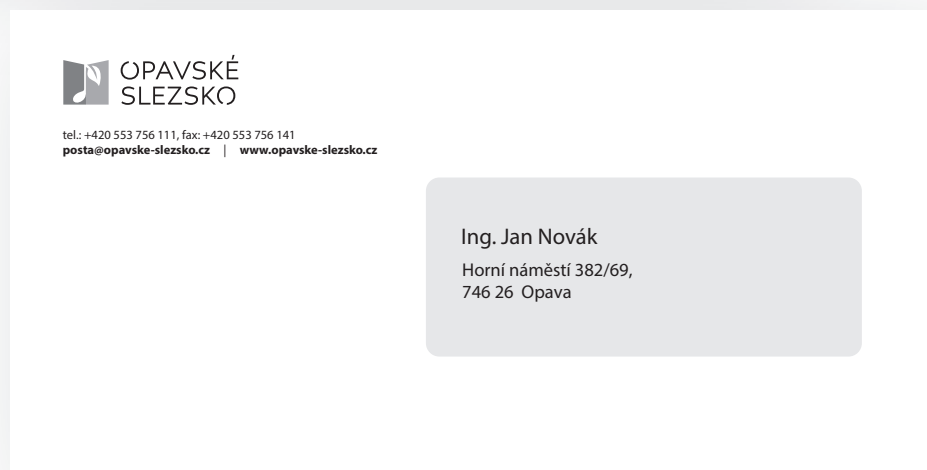 OPAVSKÉ
SLEZSKO
tel.: +420 553 756 111, fax: +420 553 756 141
posta@opavske-slezsko.cz | www.opavske-slezsko.cz
Ing. Jan Novák
Horní náměstí 382/69,
746 26 Opava